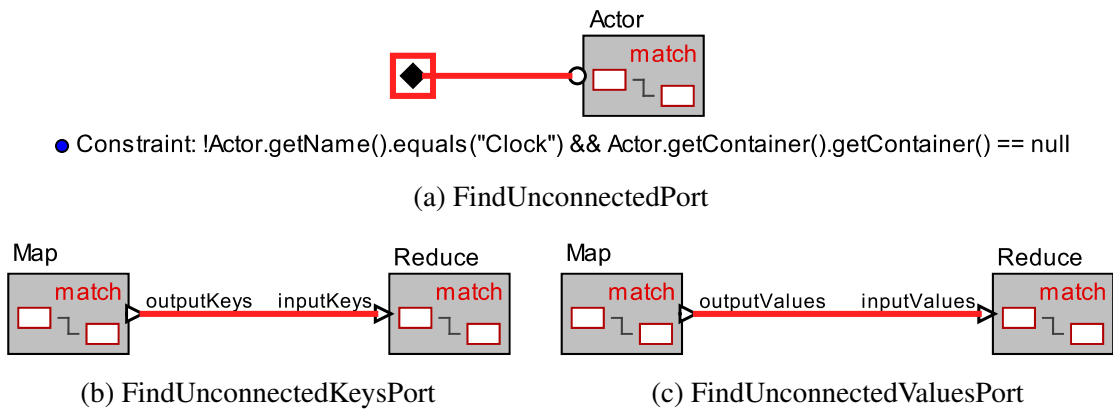 Actor
match
Constraint: !Actor.getName().equals("Clock") && Actor.getContainer().getContainer() == null
(a) FindUnconnectedPort
Map
match
outputKeys
inputKeys
Reduce
match
(b) FindUnconnectedKeysPort
Map
match
outputValues
inputValues
Reduce
match
(c) FindUnconnectedValuesPort